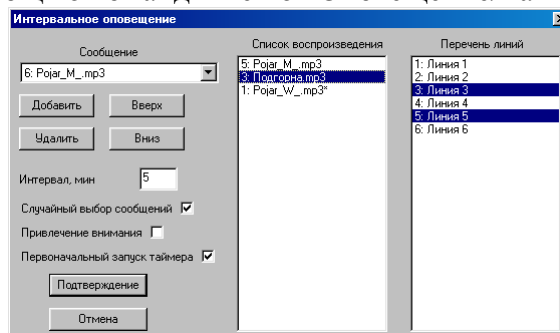 Интервальное оповещение
Сообщение
6: Pojar_M_.mp3
Добавить
Вверх
Удалить
Вниз
Интервал, мин
5
Случайный выбор сообщений
Привлечение внимания
Первоначальный запуск таймера
Подтверждение
Отмена
Список воспроизведения
5: Pojar_M_.mp3
3: Подгорна.mp3
1: Pojar_W_.mp3*
Перечень линий
1: Линия 1
2: Линия 2
3: Линия 3
4: Линия 4
5: Линия 5
6: Линия 6